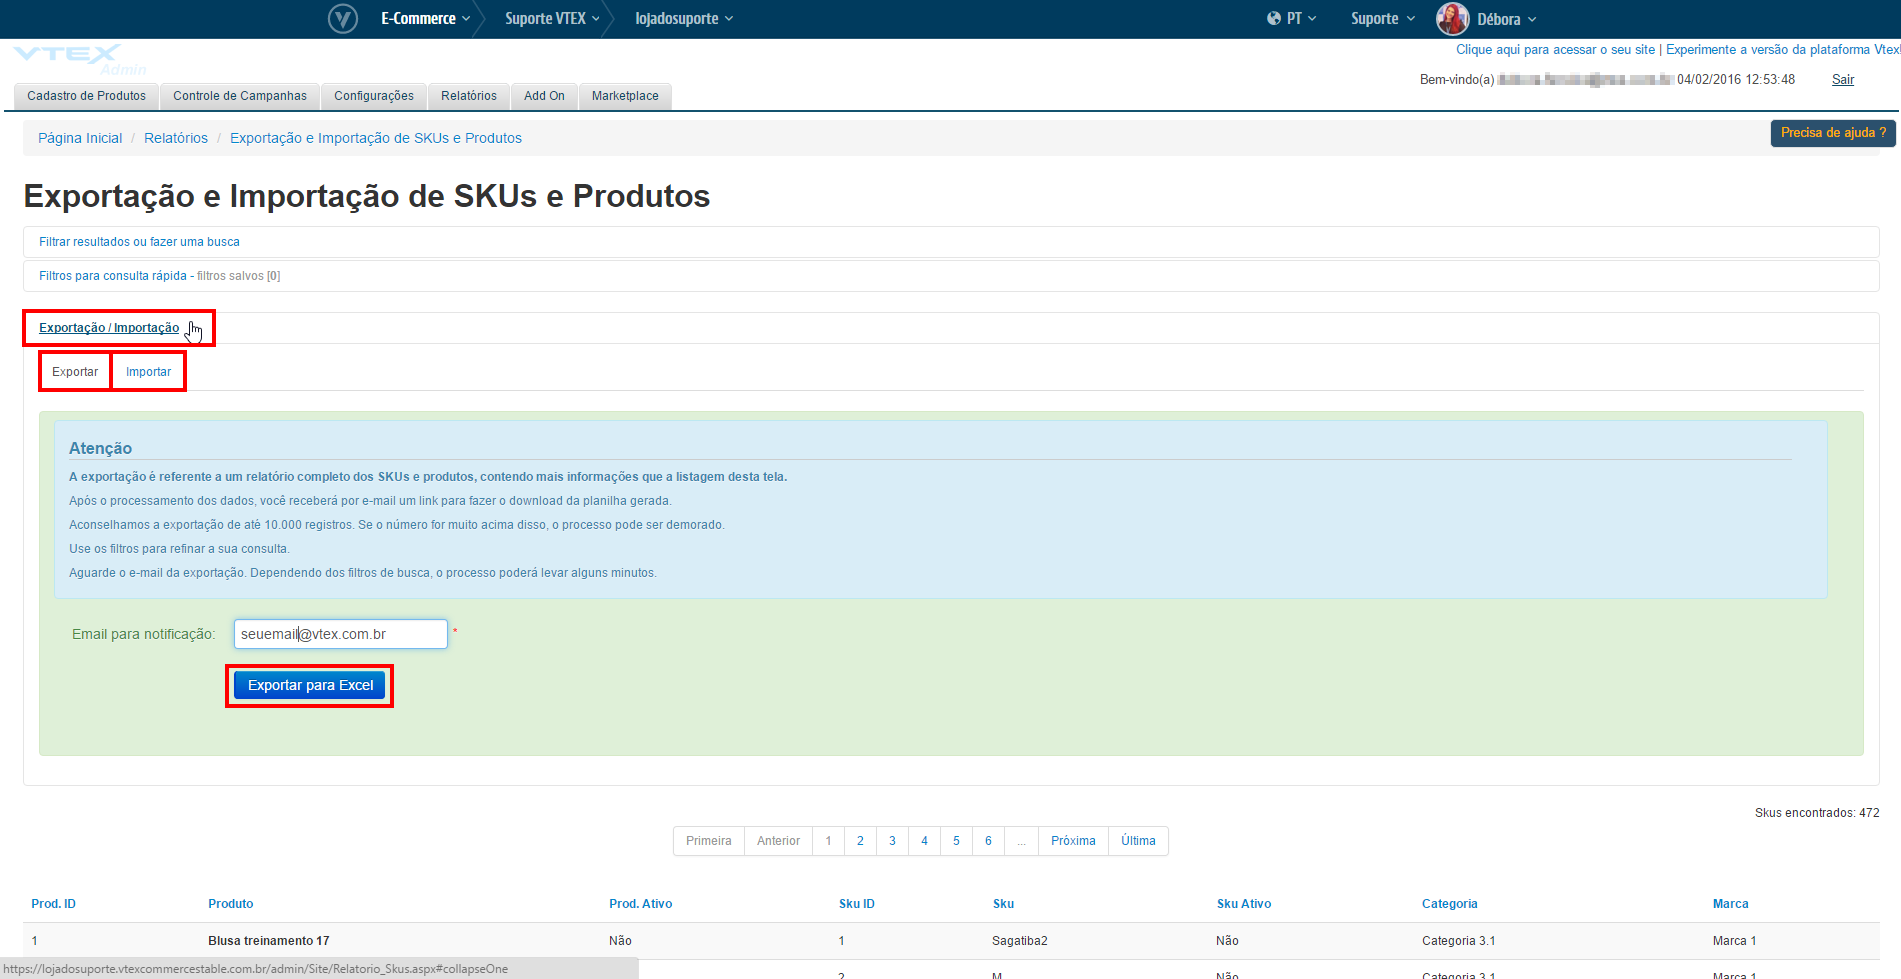 E-Commerce
Suporte VTEX
lojadosuporte
PT
Suporte
Débora
VTEX
Admin
Clique aqui para acessar o seu site | Experimente a versão da plataforma Vtex
Bem-vindo(a)
04/02/2016 12:53:48
Sair
Cadastro de Produtos
Controle de Campanhas
Configurações
Relatórios
Add On
Marketplace
Página Inicial / Relatórios / Exportação e Importação de SKUs e Produtos
Precisa de ajuda ?
Exportação e Importação de SKUs e Produtos
Filtrar resultados ou fazer uma busca
Filtros para consulta rápida - filtros salvos [0]
Exportação / Importação
Exportar
Importar
Atenção
A exportação é referente a um relatório completo dos SKUs e produtos, contendo mais informações que a listagem desta tela.
Após o processamento dos dados, você receberá por e-mail um link para fazer o download da planilha gerada.
Aconselhamos a exportação de até 10.000 registros. Se o número for muito acima disso, o processo pode ser demorado.
Use os filtros para refinar a sua consulta.
Aguarde o e-mail da exportação. Dependendo dos filtros de busca, o processo poderá levar alguns minutos.
Email para notificação: seuemail@vtex.com.br *
Exportar para Excel
Skus encontrados: 472
Primeira Anterior 1 2 3 4 5 6 ... Próxima Última
Prod. ID Produto Prod. Ativo Sku ID Sku Sku Ativo Categoria Marca
1 Blusa treinamento 17 Não 1 Sagatiba2 Não Categoria 3.1 Marca 1
2 M Não Categoria 3.1 Marca 1
https://lojadosuporte.vtexcommercestable.com.br/admin/Site/Relatorio_Skus.aspx#collapseOne